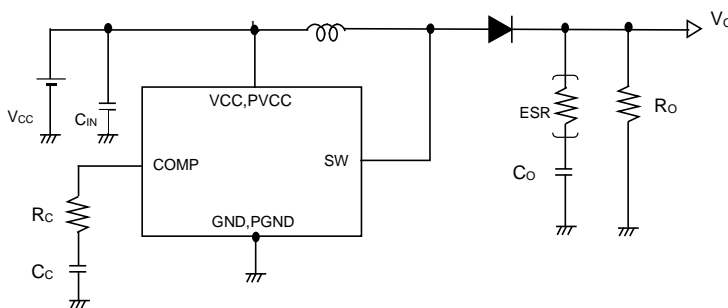 Vo
VCC,PVCC
VCC
CIN
ESR
RO
COMP
SW
CO
RC
GND,PGND
CC